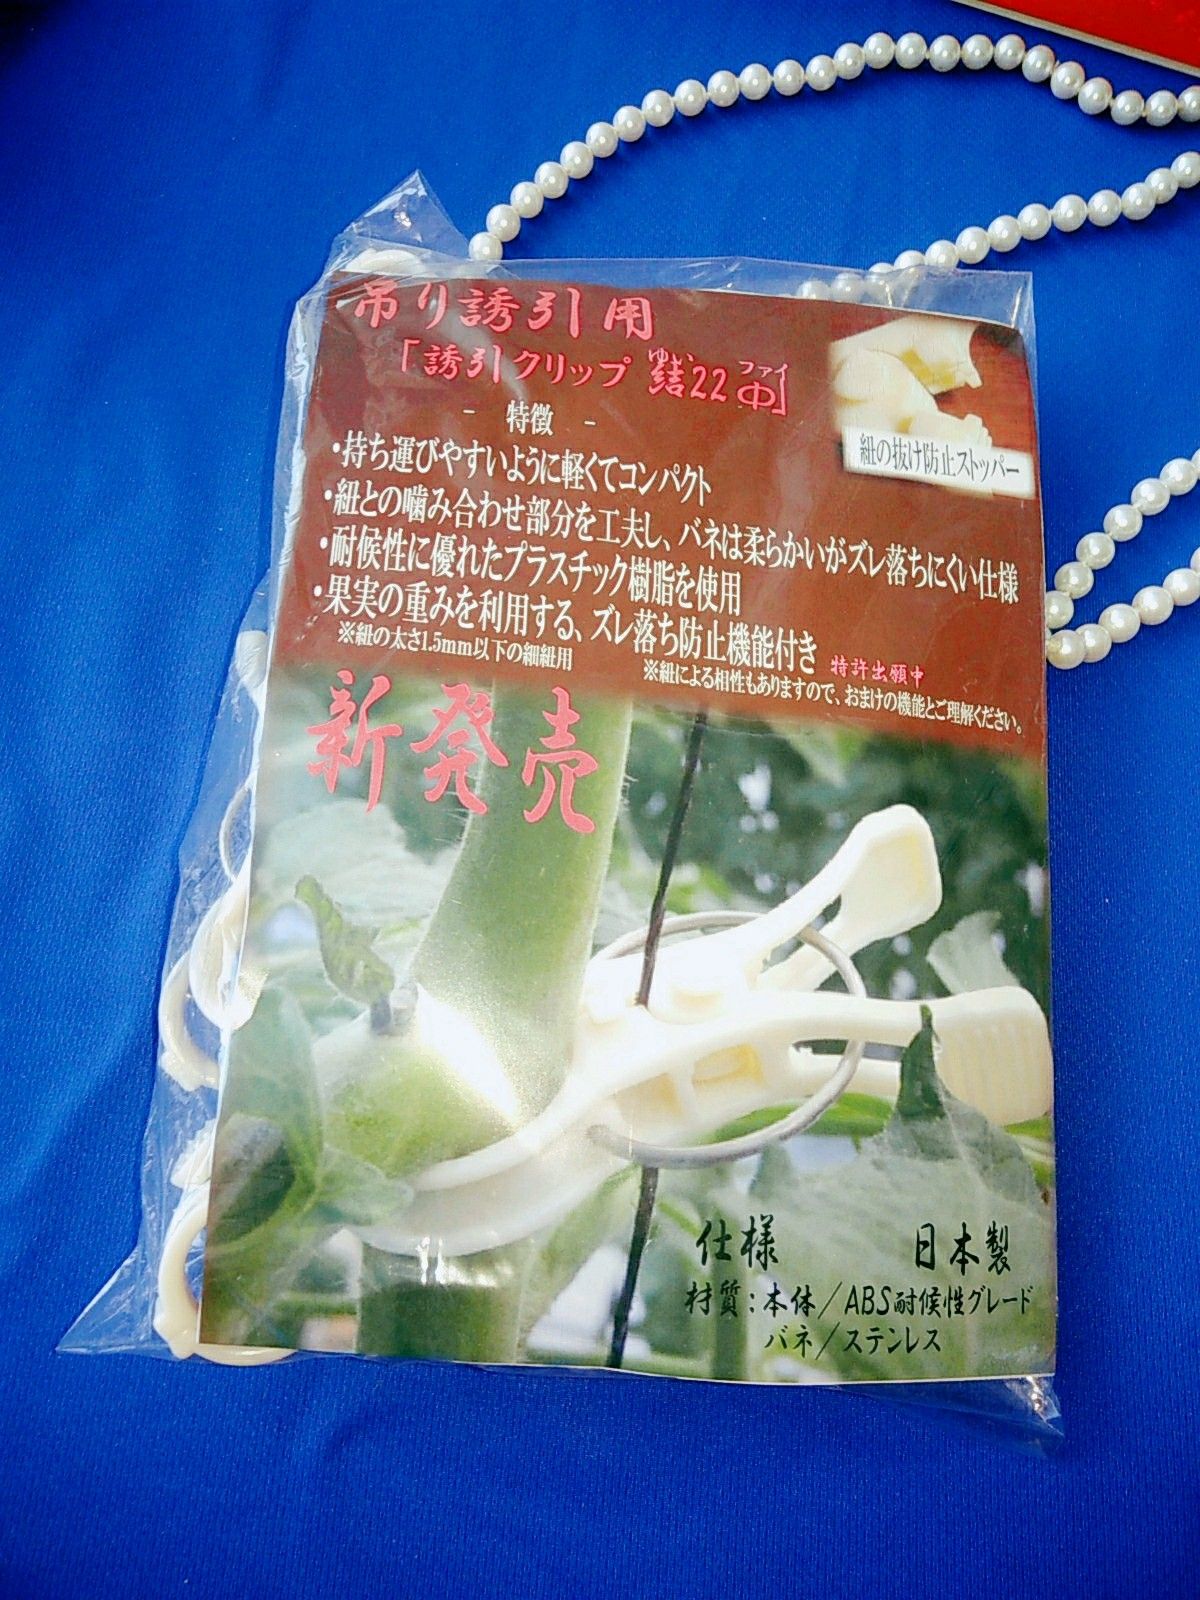 吊り誘引用
「誘引クリップ 結22中」
ゆい
ファイ
- 特徴 -
・持ち運びやすいように軽くてコンパクト
・紐との噛み合わせ部分を工夫し、バネは柔らかいがズレ落ちにくい仕様
・耐候性に優れたプラスチック樹脂を使用
・果実の重みを利用する、ズレ落ち防止機能付き
特許出願中
※紐の太さ1.5mm以下の細紐用
※紐による相性もありますので、おまけの機能とご理解ください。
紐の抜け防止ストッパー
新発売
仕様 日本製
材質：本体／ABS耐候性グレード
バネ／ステンレス